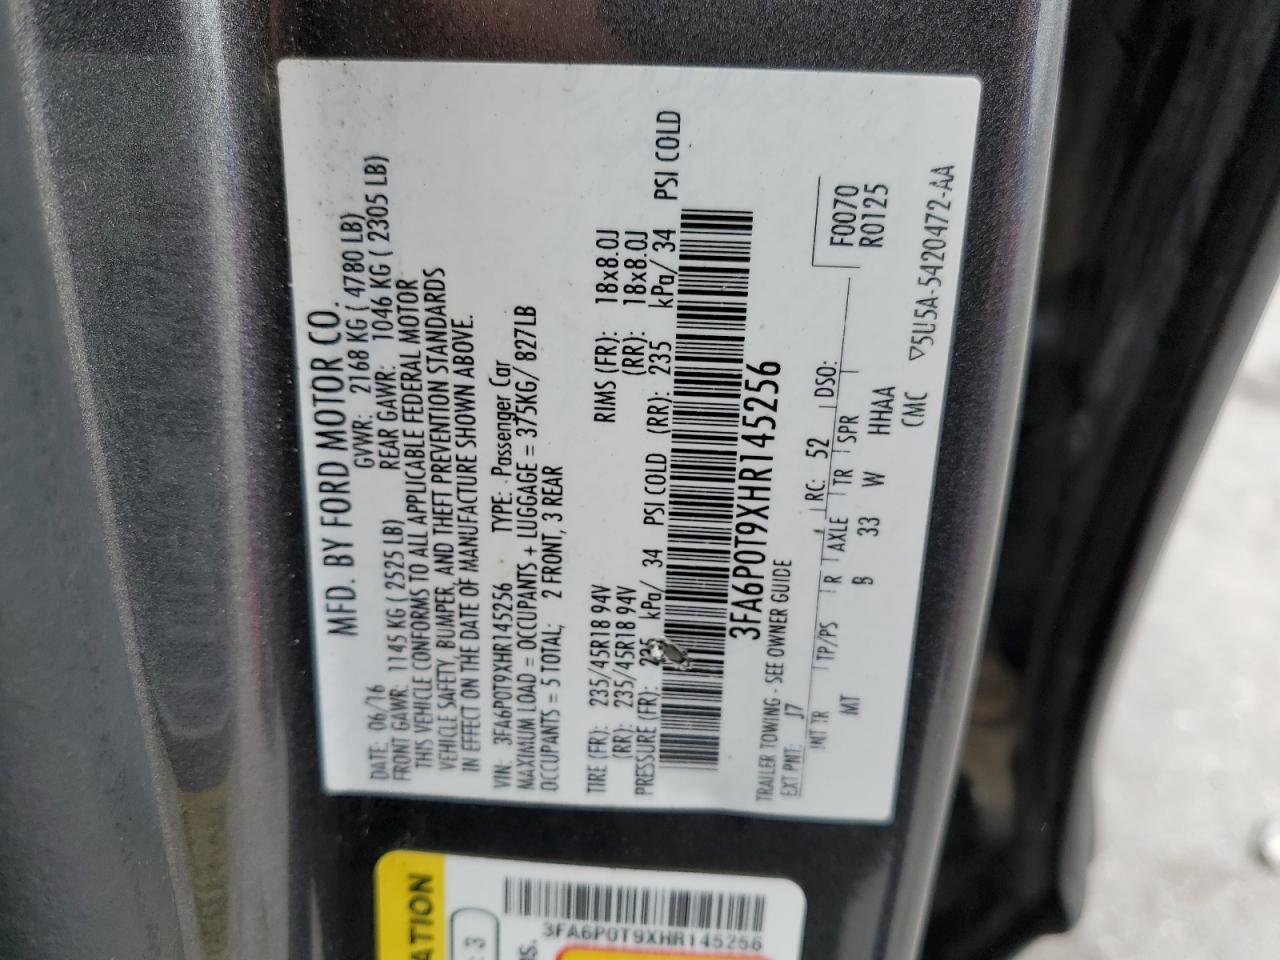 MFD. BY FORD MOTOR CO.
DATE: 06/16 GVWR: 2168 KG ( 4780 LB)
FRONT GAWR: 1145 KG ( 2525 LB) REAR GAWR: 1046 KG ( 2305 LB)
THIS VEHICLE CONFORMS TO ALL APPLICABLE FEDERAL MOTOR
VEHICLE SAFETY, BUMPER, AND THEFT PREVENTION STANDARDS
IN EFFECT ON THE DATE OF MANUFACTURE SHOWN ABOVE.
VIN: 3FA6P0T9XHR145256 TYPE: -Passenger Car
MAXIMUM LOAD = OCCUPANTS + LUGGAGE = 375KG/ 827LB
OCCUPANTS = 5 TOTAL; 2 FRONT, 3 REAR
TIRE (FR): 235/45R18 94V RIMS (FR): 18x8.0J
(RR): 235/45R18 94V (RR): 18x8.0J
PRESSURE (FR): 235 kPa/ 34 PSI COLD (RR): 235 kPa/ 34 PSI COLD
3FA6P0T9XHR145256
TRAILER TOWING - SEE OWNER GUIDE
EXT PNT: J7 RC: 52 DSO:
INT TR TP/PS R AXLE TR SPR
MT B 33 W HHAA
F0070
R0125
CMC ▽5U5A-5420472-AA
ATION
3
3FA6P0T9XHR145256